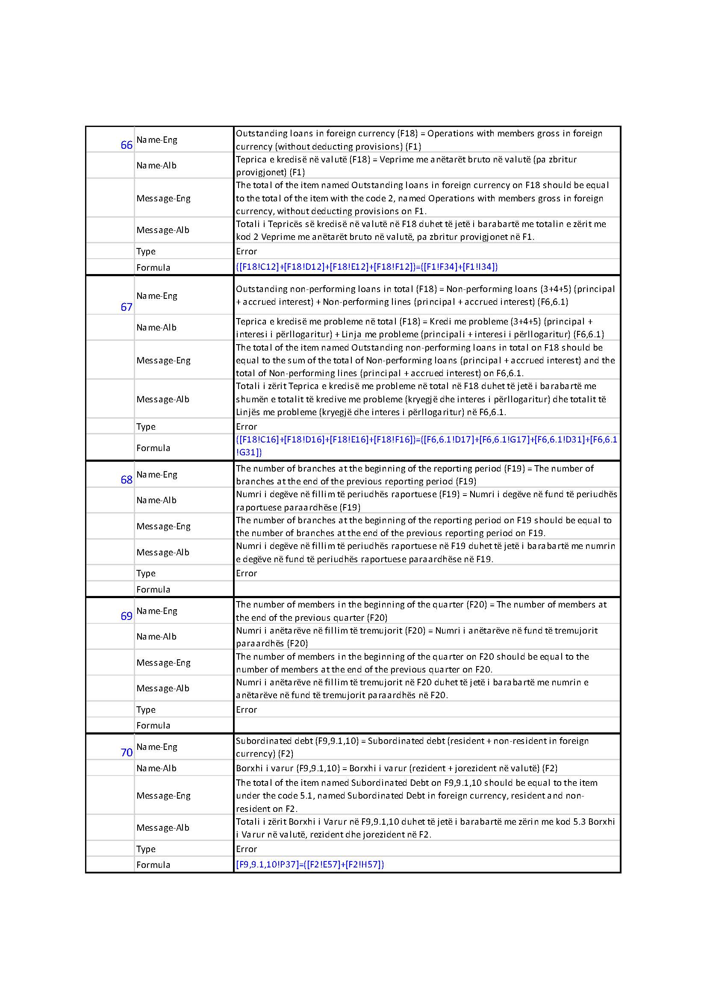 66 Name-Eng Outstanding loans in foreign currency (F18) = Operations with members gross in foreign
currency (without deducting provisions) (F1)
Name-Alb Teprica e kredisë në valutë (F18) = Veprime me anëtarët bruto në valutë (pa zbritur
provigjonet) (F1)
Message-Eng The total of the item named Outstanding loans in foreign currency on F18 should be equal
to the total of the item with the code 2, named Operations with members gross in foreign
currency, without deducting provisions on F1.
Message-Alb Totali i Tepricës së kredisë në valutë në F18 duhet të jetë i barabartë me totalin e zërit me
kod 2 Veprime me anëtarët bruto në valutë, pa zbritur provigjonet në F1.
Type Error
Formula ([F18!C12]+[F18!D12]+[F18!E12]+[F18!F12])=([F1!F34]+[F1!I34])
67 Name-Eng Outstanding non-performing loans in total (F18) = Non-performing loans (3+4+5) (principal
+ accrued interest) + Non-performing lines (principal + accrued interest) (F6,6.1)
Name-Alb Teprica e kredisë me probleme në total (F18) = Kredi me probleme (3+4+5) (principal +
interesi i përllogaritur) + Linja me probleme (principali + interesi i përllogaritur) (F6,6.1)
Message-Eng The total of the item named Outstanding non-performing loans in total on F18 should be
equal to the sum of the total of Non-performing loans (principal + accrued interest) and the
total of Non-performing lines (principal + accrued interest) on F6,6.1.
Message-Alb Totali i zërit Teprica e kredisë me probleme në total në F18 duhet të jetë i barabartë me
shumën e totalit të kredive me probleme (kryegjë dhe interes i përllogaritur) dhe totalit të
Linjës me probleme (kryegjë dhe interes i përllogaritur) në F6,6.1.
Type Error
Formula ([F18!C16]+[F18!D16]+[F18!E16]+[F18!F16])=([F6,6.1!D17]+[F6,6.1!G17]+[F6,6.1!D31]+[F6,6.1
!G31])
68 Name-Eng The number of branches at the beginning of the reporting period (F19) = The number of
branches at the end of the previous reporting period (F19)
Name-Alb Numri i degëve në fillim të periudhës raportuese (F19) = Numri i degëve në fund të periudhës
raportuese paraardhëse (F19)
Message-Eng The number of branches at the beginning of the reporting period on F19 should be equal to
the number of branches at the end of the previous reporting period on F19.
Message-Alb Numri i degëve në fillim të periudhës raportuese në F19 duhet të jetë i barabartë me numrin
e degëve në fund të periudhës raportuese paraardhëse në F19.
Type Error
Formula
69 Name-Eng The number of members in the beginning of the quarter (F20) = The number of members at
the end of the previous quarter (F20)
Name-Alb Numri i anëtarëve në fillim të tremujorit (F20) = Numri i anëtarëve në fund të tremujorit
paraardhës (F20)
Message-Eng The number of members in the beginning of the quarter on F20 should be equal to the
number of members at the end of the previous quarter on F20.
Message-Alb Numri i anëtarëve në fillim të tremujorit në F20 duhet të jetë i barabartë me numrin e
anëtarëve në fund të tremujorit paraardhës në F20.
Type Error
Formula
70 Name-Eng Subordinated debt (F9,9.1,10) = Subordinated debt (resident + non-resident in foreign
currency) (F2)
Name-Alb Borxhi i varur (F9,9.1,10) = Borxhi i varur (rezident + jorezident në valutë) (F2)
Message-Eng The total of the item named Subordinated Debt on F9,9.1,10 should be equal to the item
under the code 5.1, named Subordinated Debt in foreign currency, resident and non-
resident on F2.
Message-Alb Totali i zërit Borxhi i Varur në F9,9.1,10 duhet të jetë i barabartë me zërin me kod 5.3 Borxhi
i Varur në valutë, rezident dhe jorezident në F2.
Type Error
Formula [F9,9.1,10!P37]=([F2!E57]+[F2!H57])